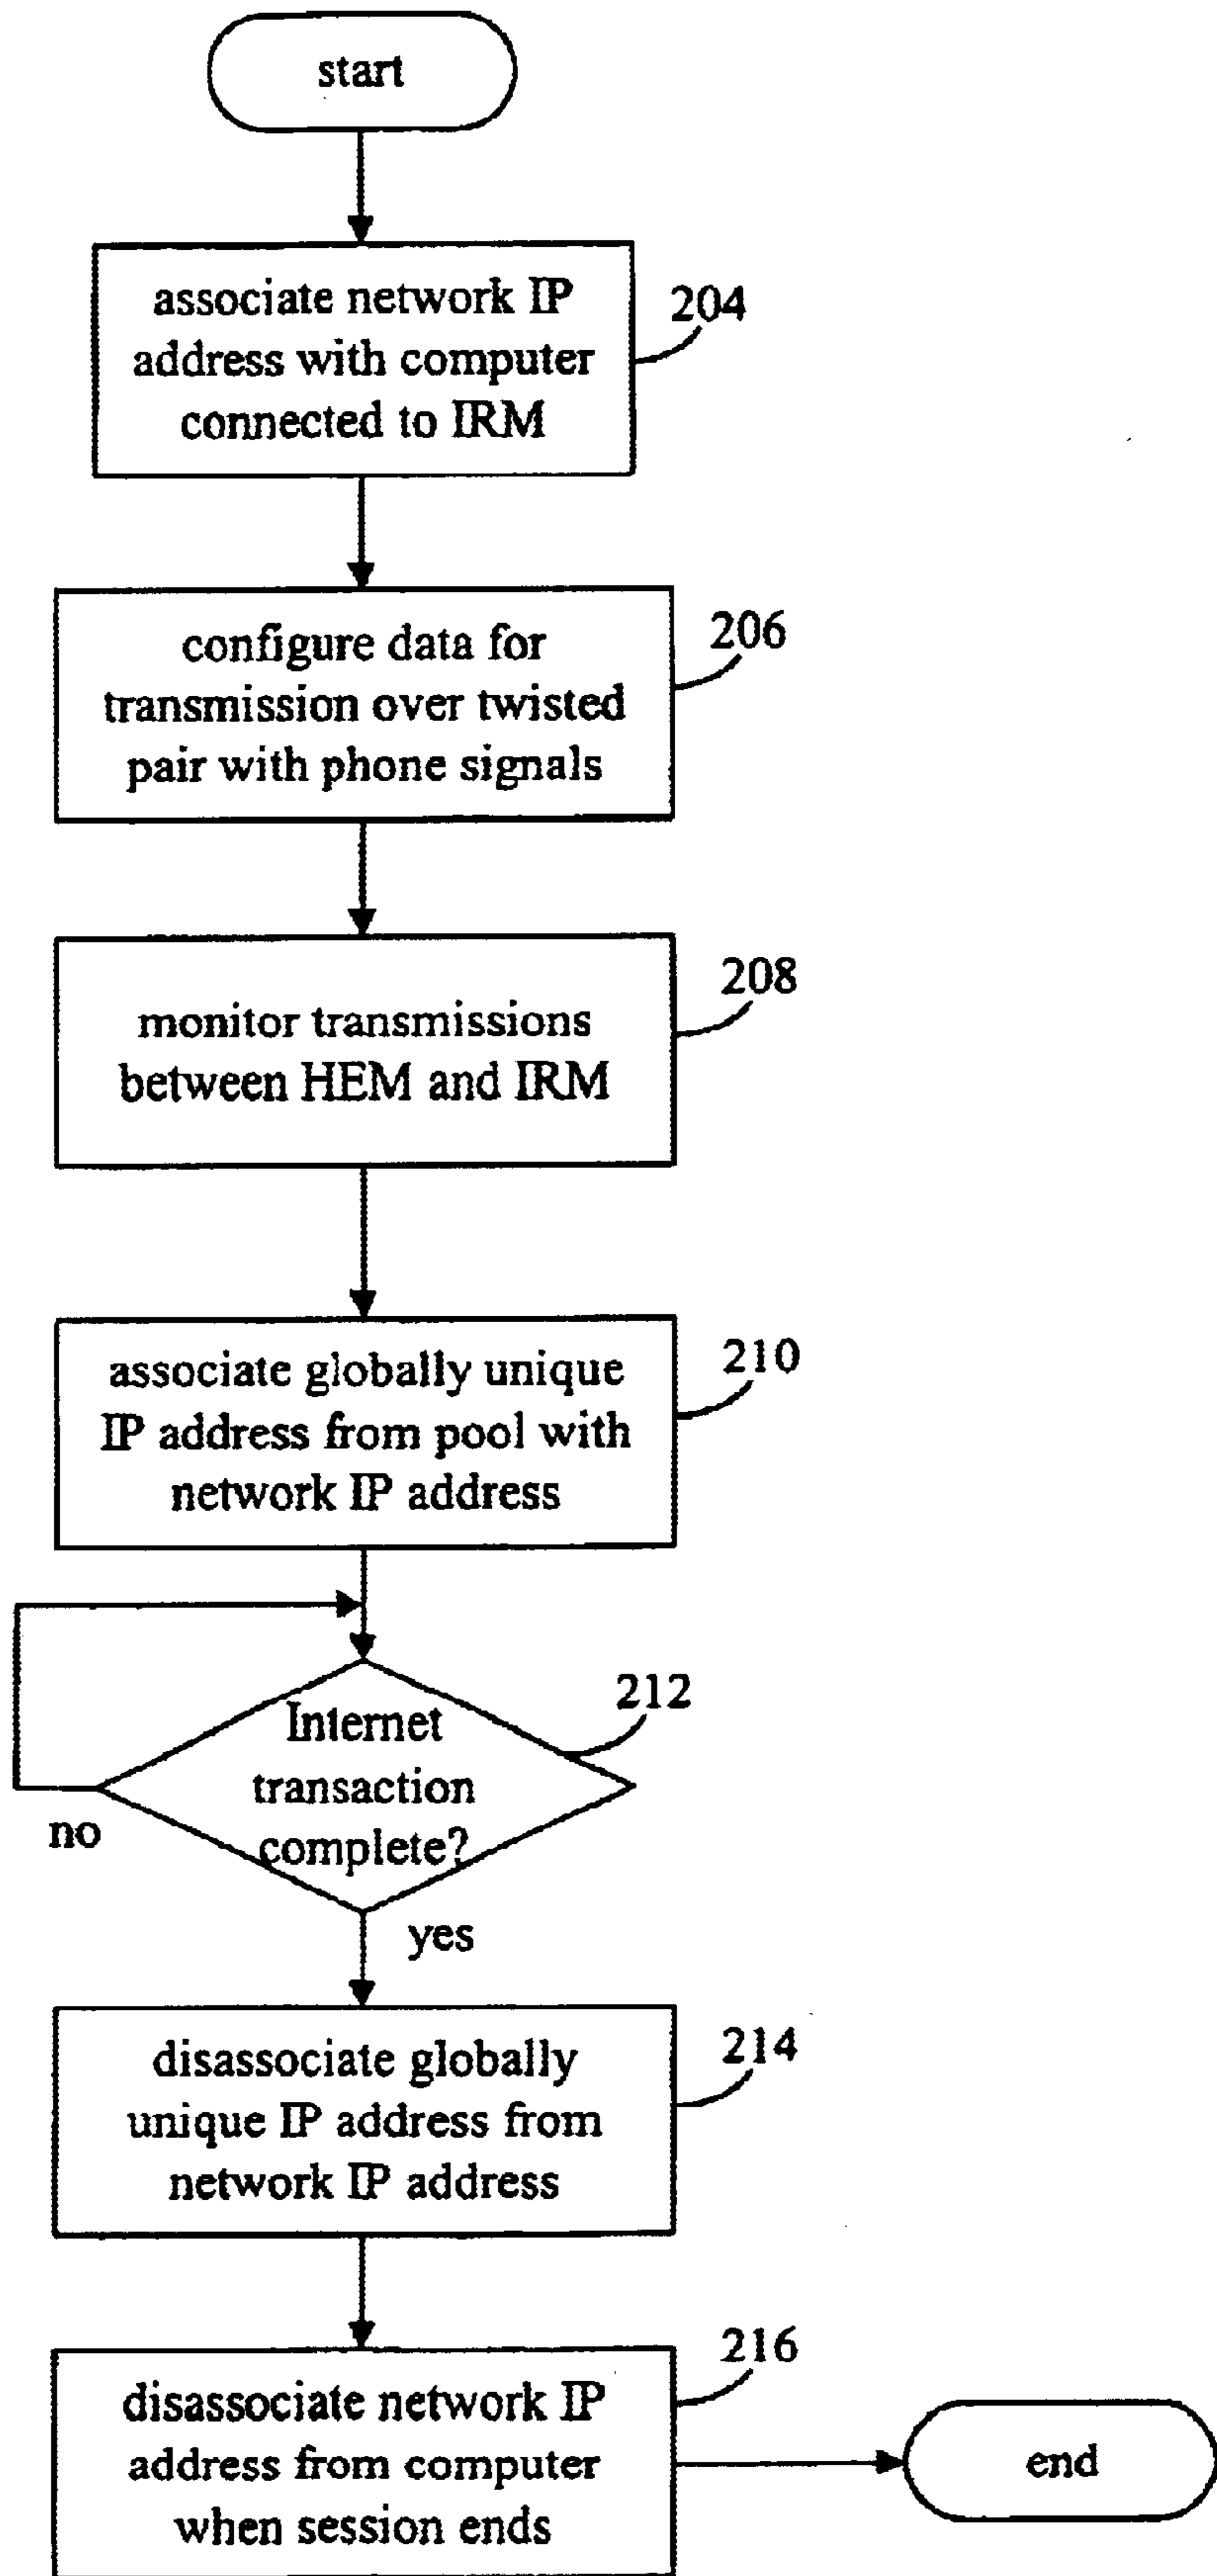 start
associate network IP
address with computer
connected to IRM
204
configure data for
transmission over twisted
pair with phone signals
206
monitor transmissions
between HEM and IRM
208
associate globally unique
IP address from pool with
network IP address
210
Internet
transaction
complete?
212
no
yes
disassociate globally
unique IP address from
network IP address
214
disassociate network IP
address from computer
when session ends
216
end